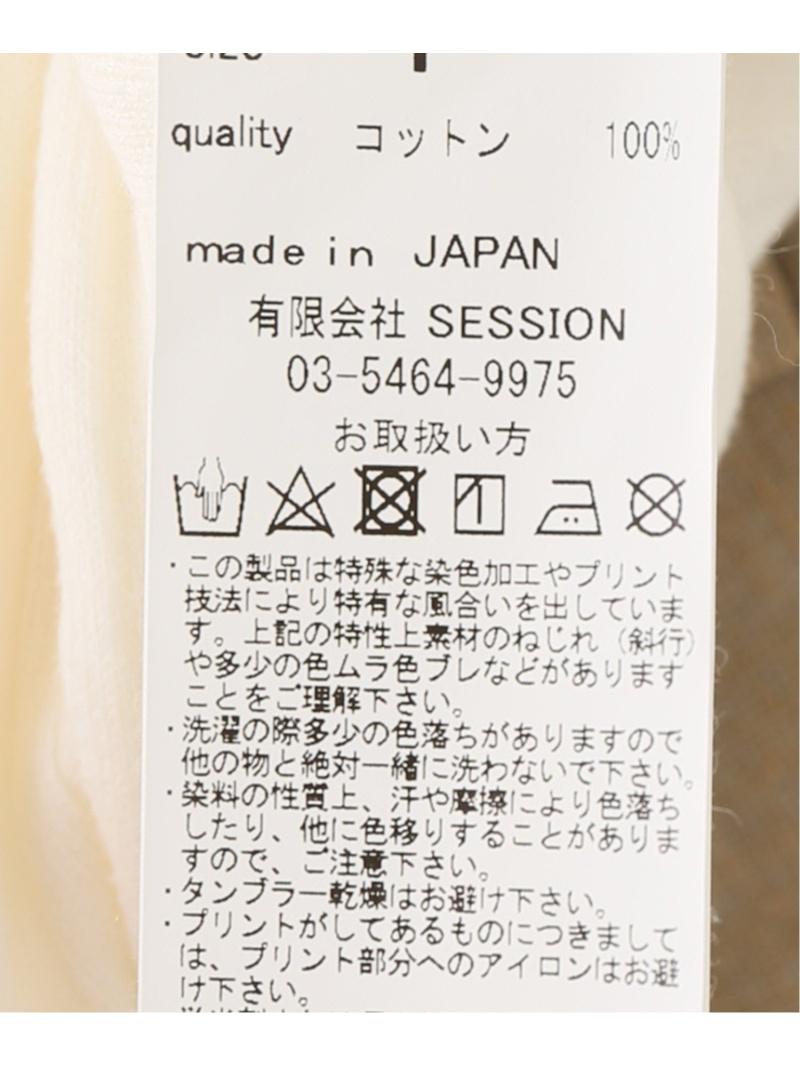 size
quality コットン 100%
made in JAPAN
有限会社 SESSION
03-5464-9975
お取扱い方
・この製品は特殊な染色加工やプリント
技法により特有な風合いを出していま
す。上記の特性上素材のねじれ（斜行）
や多少の色ムラ色ブレなどがあります
ことをご理解下さい。
・洗濯の際多少の色落ちがありますので
他の物と絶対一緒に洗わないで下さい。
・染料の性質上、汗や摩擦により色落ち
したり、他に色移りすることがありま
すので、ご注意下さい。
・タンブラー乾燥はお避け下さい。
・プリントがしてあるものにつきまして
は、プリント部分へのアイロンはお避
け下さい。